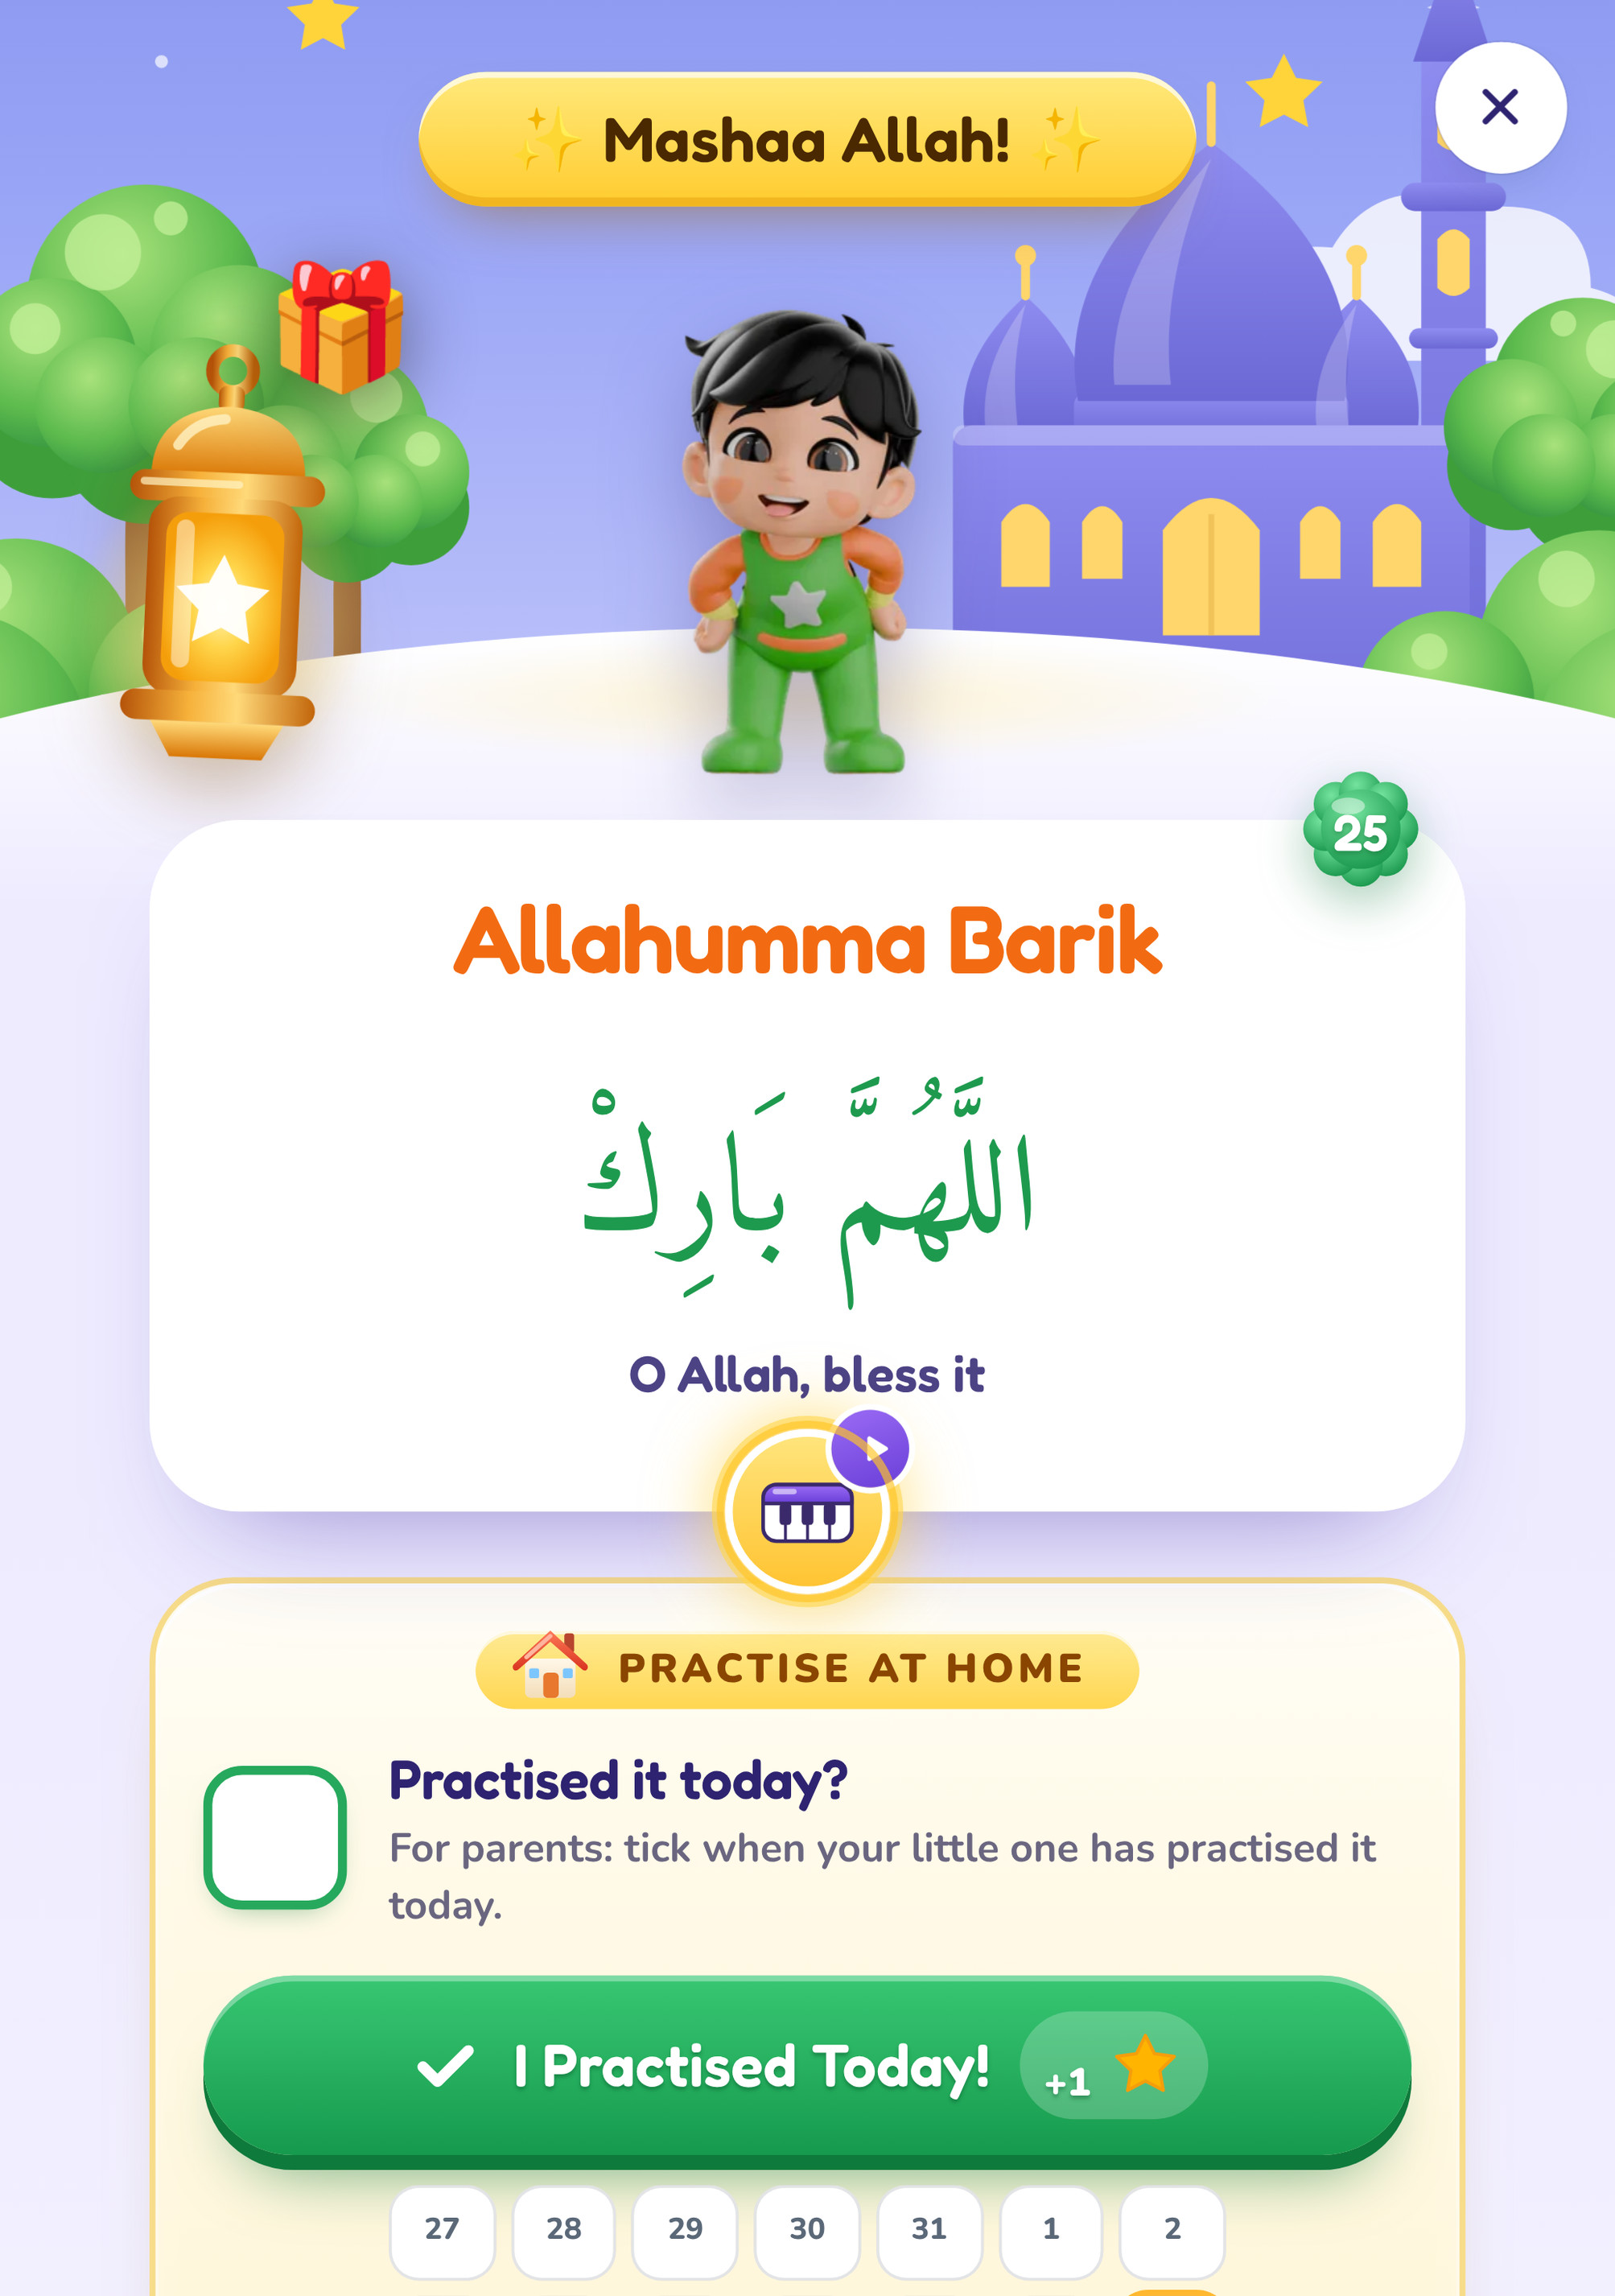 ✨ Mashaa Allah! ✨
25
Allahumma Barik
اللَّهُمَّ بَارِكْ
O Allah, bless it
PRACTISE AT HOME
Practised it today?
For parents: tick when your little one has practised it
today.
I Practised Today! +1
27 28 29 30 31 1 2